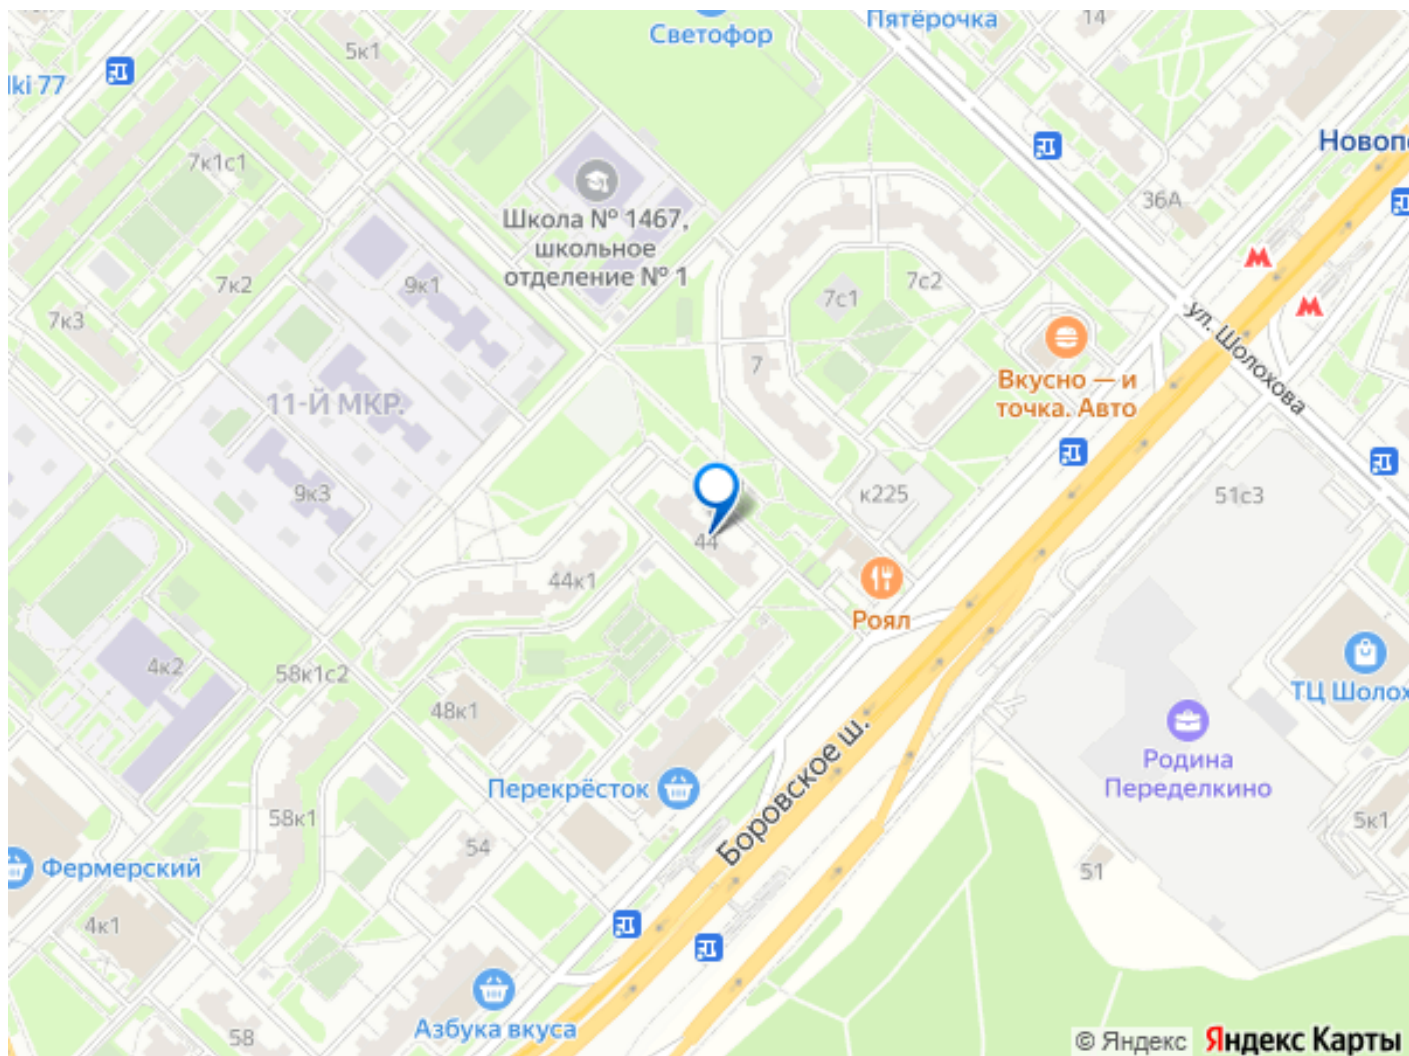 Светофор
Пятёрочка
14
5к1
lki 77
Новоп
7к1с1
36А
Школа № 1467,
школьное
отделение № 1
7к2
9к1
7с1
7с2
7к3
ул. Шолохова
7
Вкусно — и
точка. Авто
11-Й МКР.
9к3
к225
51с3
44
44к1
Роял
4к2
58к1с2
48к1
ТЦ Шолох
Родина
Переделкино
Перекрёсток
Боровское ш.
58к1
54
5к1
Фермерский
51
4к1
Азбука вкуса
58
© Яндекс Яндекс Карты